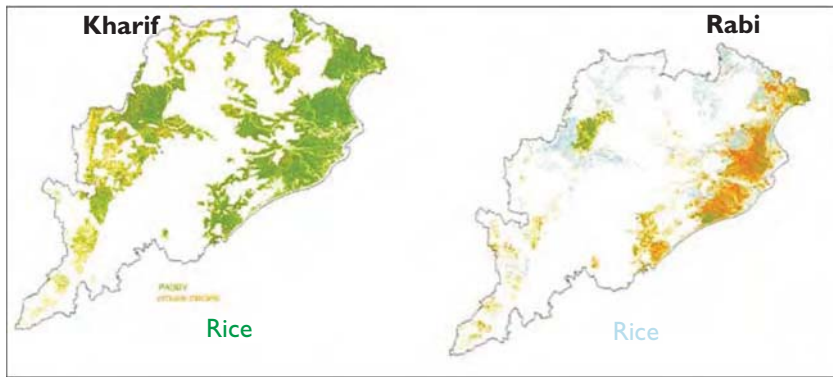 Kharif
Rabi
PADDY
OTHER CROPS
Rice
Rice